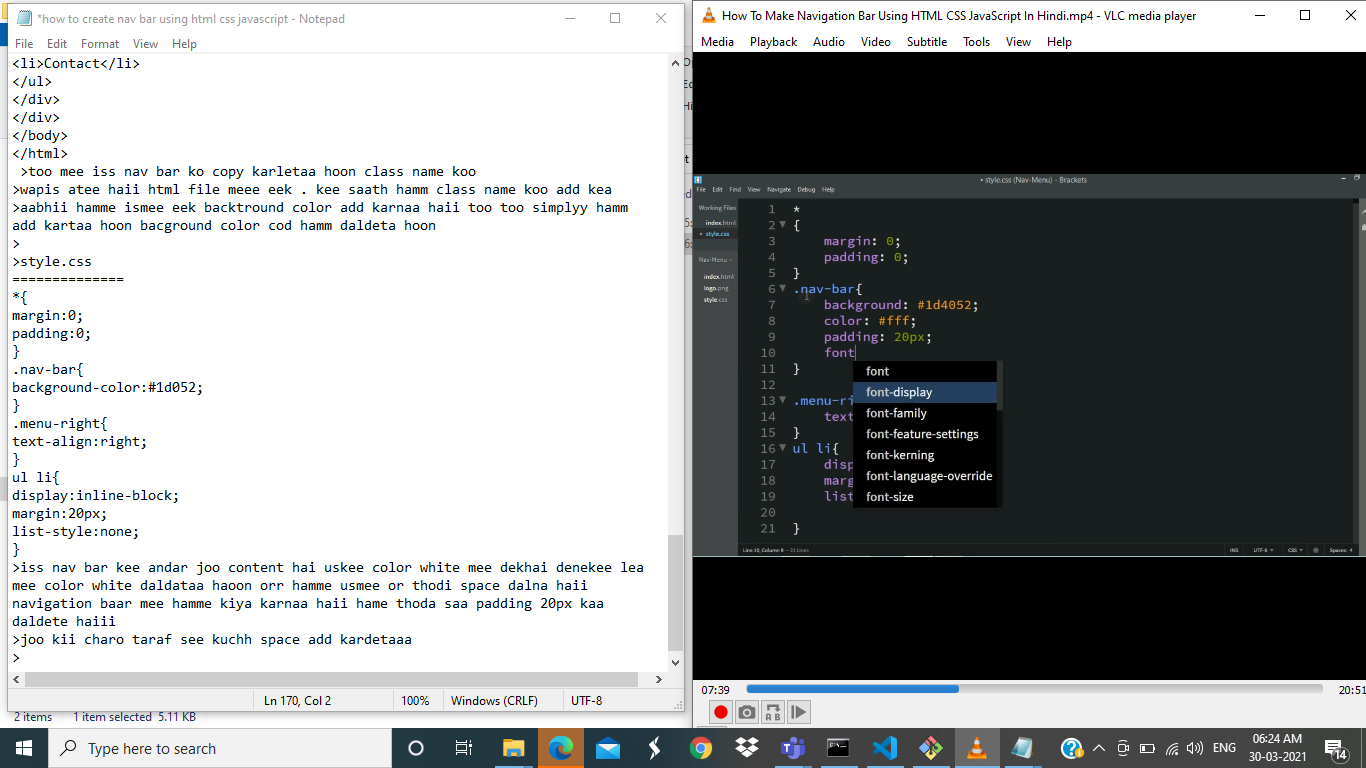 *how to create nav bar using html css javascript - Notepad
File Edit Format View Help
<li>Contact</li>
</ul>
</div>
</div>
</body>
</html>
>too mee iss nav bar ko copy karletaa hoon class name koo
>wapis atee haii html file meee eek . kee saath hamm class name koo add kea
>aabhii hamme ismee eek backtround color add karnaa haii too too simplyy hamm
add kartaa hoon bacground color cod hamm daldeta hoon
>
>style.css
==============
*{
margin:0;
padding:0;
}
.nav-bar{
background-color:#1d052;
}
.menu-right{
text-align:right;
}
ul li{
display:inline-block;
margin:20px;
list-style:none;
}
>iss nav bar kee andar joo content hai uskee color white mee dekhai denekee lea
mee color white daldataa haoon orr hamme usmee or thodi space dalna haii
navigation baar mee hamme kiya karnaa haii hame thoda saa padding 20px kaa
daldete haiii
>joo kii charo taraf see kuchh space add kardetaaa
>
Ln 170, Col 2 100% Windows (CRLF) UTF-8
2 items 1 item selected 5.11 KB
How To Make Navigation Bar Using HTML CSS JavaScript In Hindi.mp4 - VLC media player
Media Playback Audio Video Subtitle Tools View Help
• style.css (Nav-Menu) - Brackets
File Edit Find View Navigate Debug Help
Working Files
index.html
• style.css
Nav-Menu
index.html
logo.png
style.css
1 *
2 {
3 margin: 0;
4 padding: 0;
5 }
6 .nav-bar{
7 background: #1d4052;
8 color: #fff;
9 padding: 20px;
10 font
11 }
12
13 .menu-ri
14 text
15 }
16 ul li{
17 disp
18 marg
19 list
20
21 }
font
font-display
font-family
font-feature-settings
font-kerning
font-language-override
font-size
Line 10, Column 9 — 21 Lines
INS UTF-8 CSS Spaces: 4
07:39 20:51
Type here to search
ENG
06:24 AM
30-03-2021
14